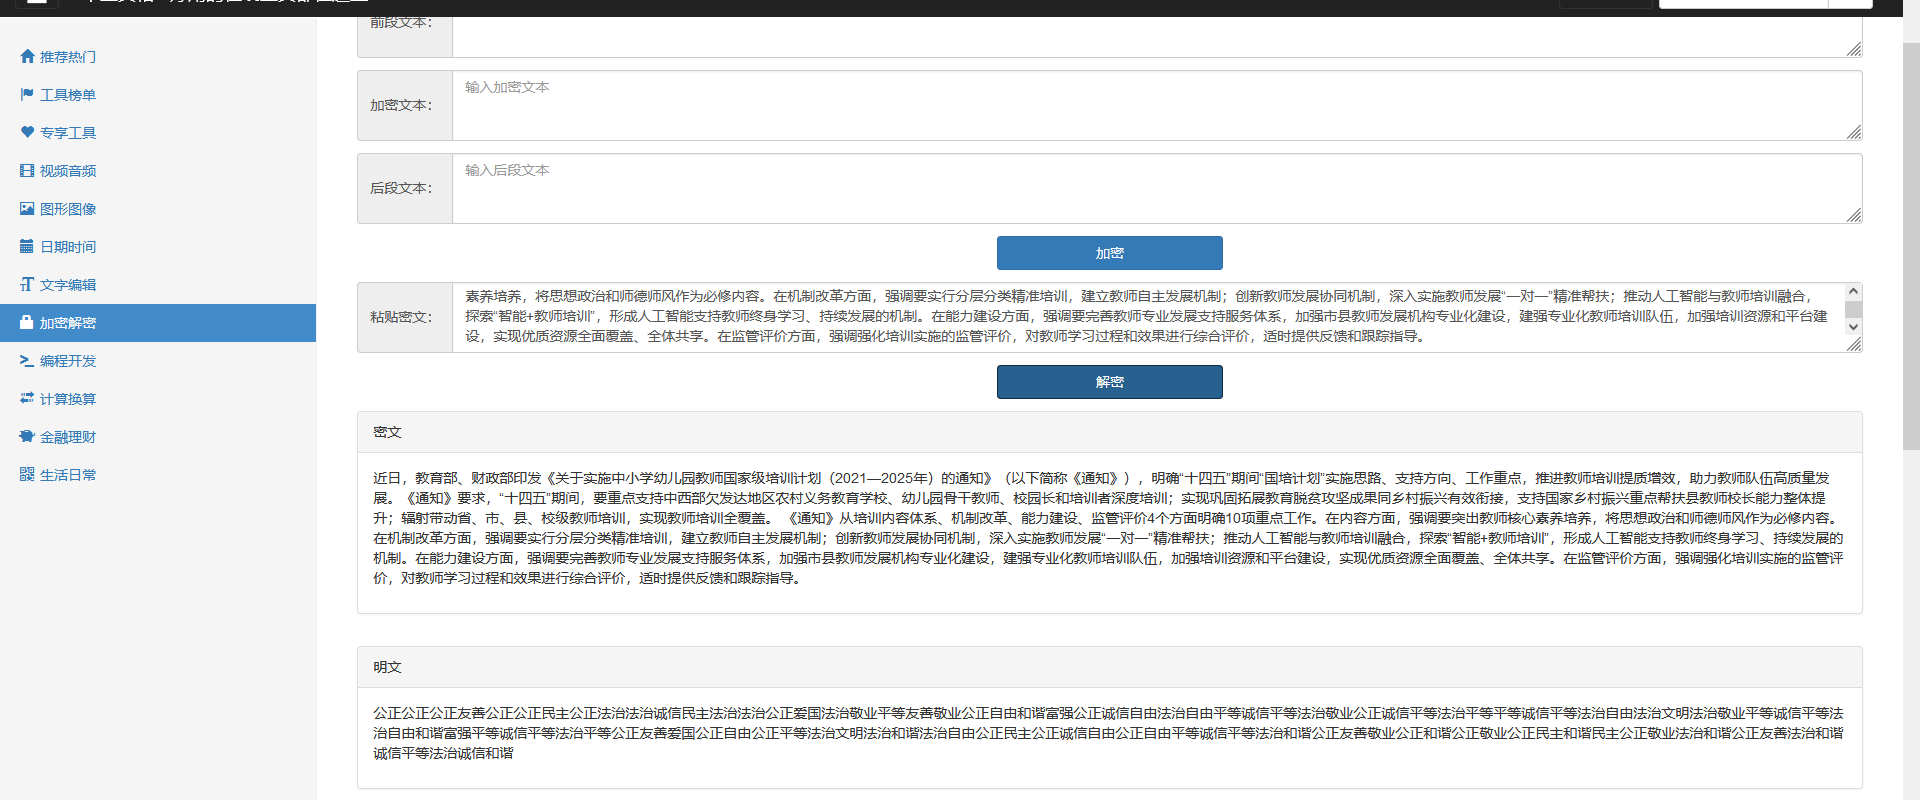 前段文本：
推荐热门
工具榜单
专享工具
视频音频
图形图像
日期时间
文字编辑
加密解密
编程开发
计算换算
金融理财
生活日常
加密文本：
输入加密文本
后段文本：
输入后段文本
加密
粘贴密文：
素养培养，将思想政治和师德师风作为必修内容。在机制改革方面，强调要实行分层分类精准培训，建立教师自主发展机制；创新教师发展协同机制，深入实施教师发展“一对一”精准帮扶；推动人工智能与教师培训融合，
探索“智能+教师培训”，形成人工智能支持教师终身学习、持续发展的机制。在能力建设方面，强调要完善教师专业发展支持服务体系，加强市县教师发展机构专业化建设，建强专业化教师培训队伍，加强培训资源和平台建
设，实现优质资源全面覆盖、全体共享。在监管评价方面，强调强化培训实施的监管评价，对教师学习过程和效果进行综合评价，适时提供反馈和跟踪指导。
解密
密文
近日，教育部、财政部印发《关于实施中小学幼儿园教师国家级培训计划（2021—2025年）的通知》（以下简称《通知》），明确“十四五”期间“国培计划”实施思路、支持方向、工作重点，推进教师培训提质增效，助力教师队伍高质量发
展。《通知》要求，“十四五”期间，要重点支持中西部欠发达地区农村义务教育学校、幼儿园骨干教师、校园长和培训者深度培训；实现巩固拓展教育脱贫攻坚成果同乡村振兴有效衔接，支持国家乡村振兴重点帮扶县教师校长能力整体提
升；辐射带动省、市、县、校级教师培训，实现教师培训全覆盖。 《通知》从培训内容体系、机制改革、能力建设、监管评价4个方面明确10项重点工作。在内容方面，强调要突出教师核心素养培养，将思想政治和师德师风作为必修内容。
在机制改革方面，强调要实行分层分类精准培训，建立教师自主发展机制；创新教师发展协同机制，深入实施教师发展“一对一”精准帮扶；推动人工智能与教师培训融合，探索“智能+教师培训”，形成人工智能支持教师终身学习、持续发展的
机制。在能力建设方面，强调要完善教师专业发展支持服务体系，加强市县教师发展机构专业化建设，建强专业化教师培训队伍，加强培训资源和平台建设，实现优质资源全面覆盖、全体共享。在监管评价方面，强调强化培训实施的监管评
价，对教师学习过程和效果进行综合评价，适时提供反馈和跟踪指导。
明文
公正公正公正友善公正公正民主公正法治法治诚信民主法治法治公正爱国法治敬业平等友善敬业公正自由和谐富强公正诚信自由法治自由平等诚信平等法治敬业公正诚信平等法治平等平等诚信平等法治自由法治文明法治敬业平等诚信平等法
治自由和谐富强平等诚信平等法治平等公正友善爱国公正自由公正平等法治文明法治和谐法治自由公正民主公正诚信自由公正自由平等诚信平等法治和谐公正友善敬业公正和谐公正敬业公正民主和谐民主公正敬业法治和谐公正友善法治和谐
诚信平等法治诚信和谐